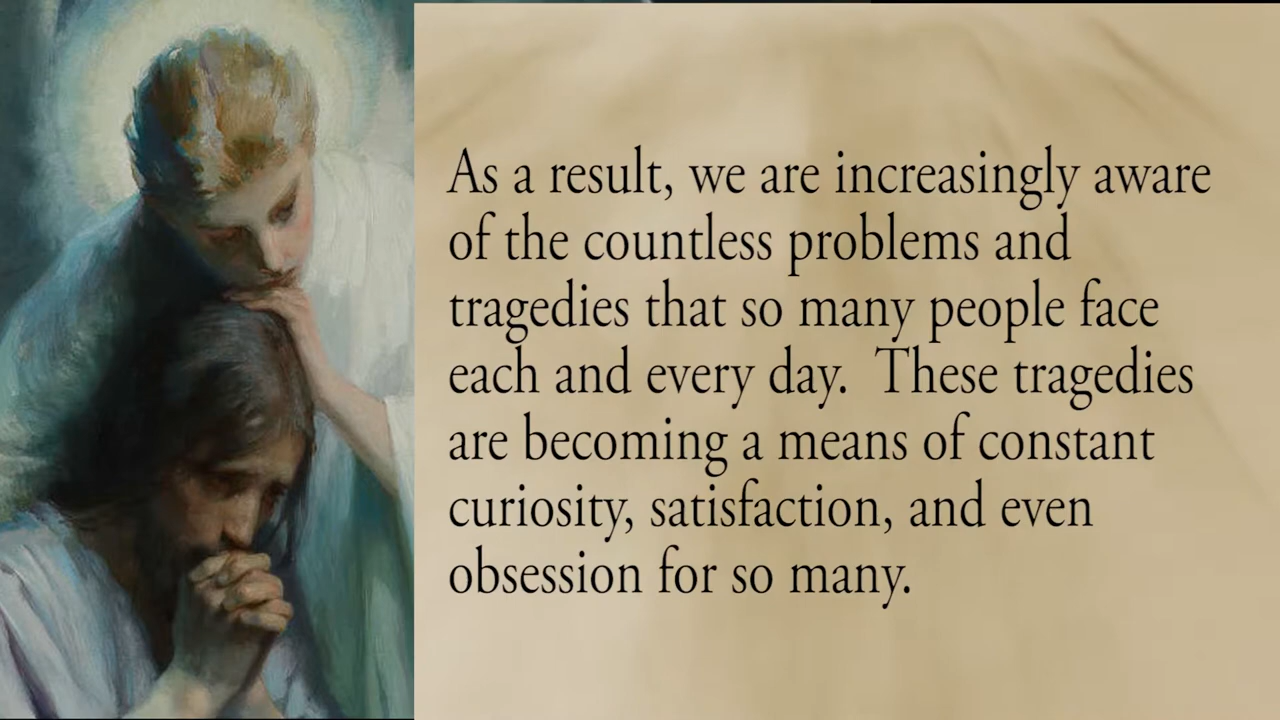 As a result, we are increasingly aware
of the countless problems and
tragedies that so many people face
each and every day.  These tragedies
are becoming a means of constant
curiosity, satisfaction, and even
obsession for so many.